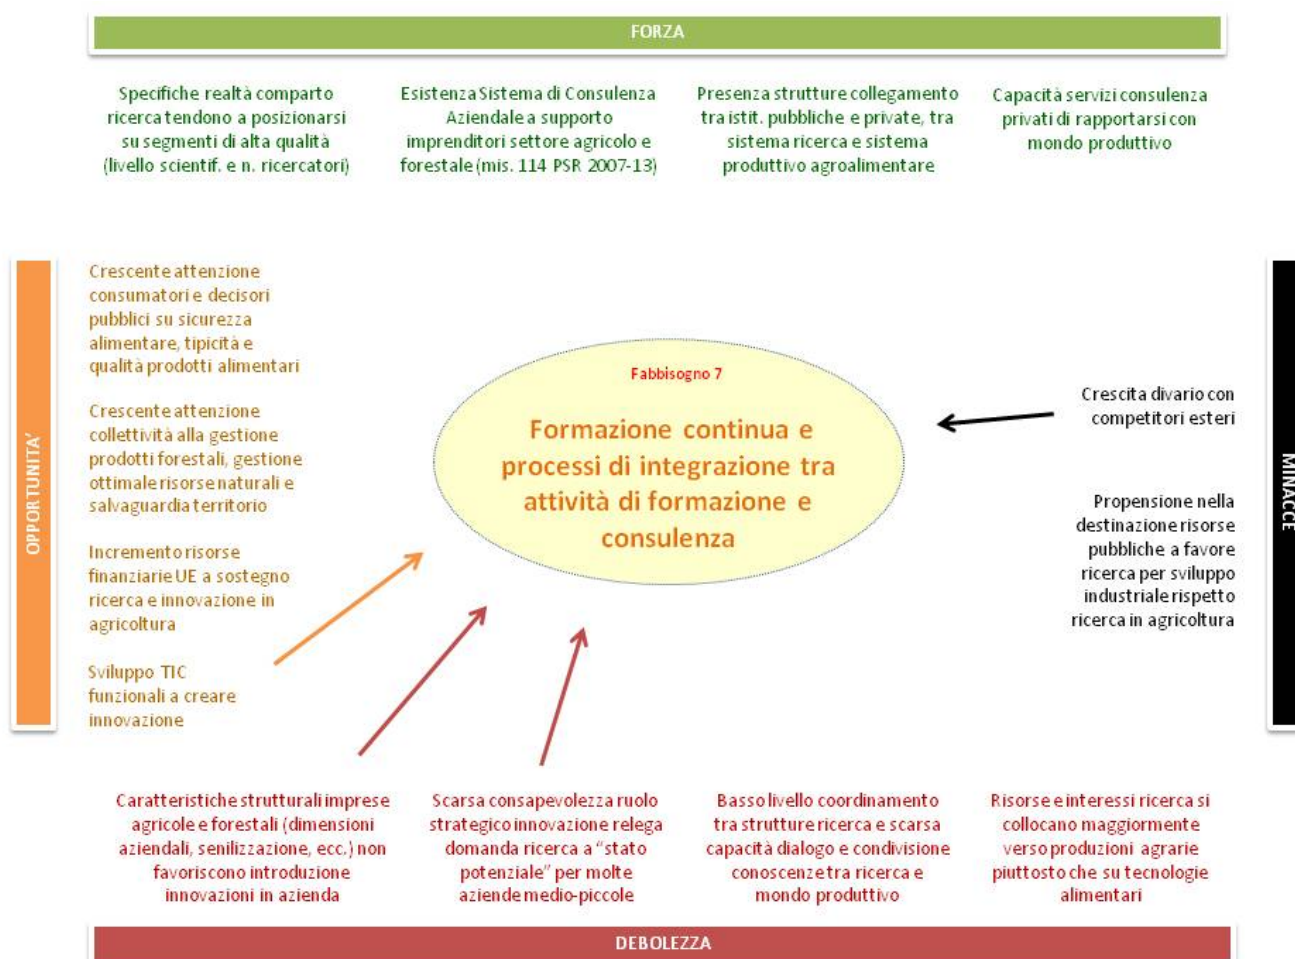 FORZA
Specifiche realtà comparto
ricerca tendono a posizionarsi
su segmenti di alta qualità
(livello scientif. e n. ricercatori)
Esistenza Sistema di Consulenza
Aziendale a supporto
imprenditori settore agricolo e
forestale (mis. 114 PSR 2007-13)
Presenza strutture collegamento
tra istit. pubbliche e private, tra
sistema ricerca e sistema
produttivo agroalimentare
Capacità servizi consulenza
privati di rapportarsi con
mondo produttivo
OPPORTUNITA'
Crescente attenzione
consumatori e decisori
pubblici su sicurezza
alimentare, tipicità e
qualità prodotti alimentari
Crescente attenzione
collettività alla gestione
prodotti forestali, gestione
ottimale risorse naturali e
salvaguardia territorio
Incremento risorse
finanziarie UE a sostegno
ricerca e innovazione in
agricoltura
Sviluppo TIC
funzionali a creare
innovazione
Fabbisogno 7
Formazione continua e
processi di integrazione tra
attività di formazione e
consulenza
Crescita divario con
competitori esteri
Propensione nella
destinazione risorse
pubbliche a favore
ricerca per sviluppo
industriale rispetto
ricerca in agricoltura
MINACCE
Caratteristiche strutturali imprese
agricole e forestali (dimensioni
aziendali, senilizzazione, ecc.) non
favoriscono introduzione
innovazioni in azienda
Scarsa consapevolezza ruolo
strategico innovazione relega
domanda ricerca a "stato
potenziale" per molte
aziende medio-piccole
Basso livello coordinamento
tra strutture ricerca e scarsa
capacità dialogo e condivisione
conoscenze tra ricerca e
mondo produttivo
Risorse e interessi ricerca si
collocano maggiormente
verso produzioni agrarie
piuttosto che su tecnologie
alimentari
DEBOLEZZA